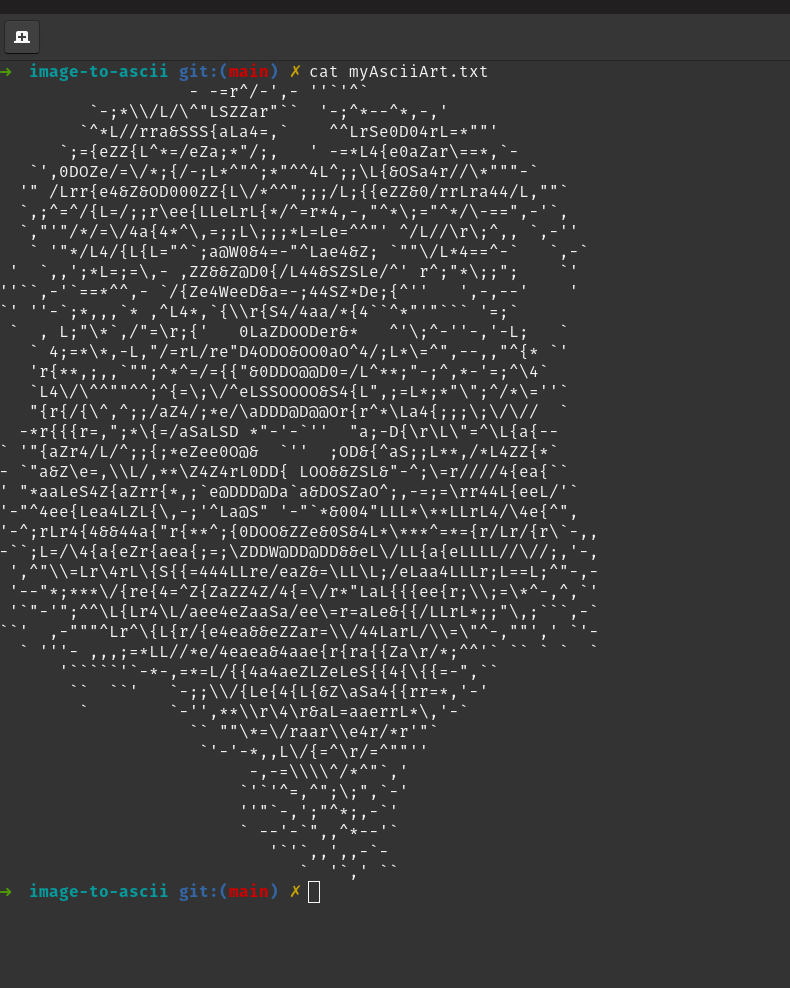 →  image-to-ascii git:(main) ✗ cat myAsciiArt.txt
                   - -=r^/-',- ''`'^`
         `-;*\\/L/\^"LSZZar"``  '-;^*--^*,-,'
        `^*L//rra&SSS{aLa4=,`    ^^LrSe0D04rL=*""'
      `;={eZZ{L^*=/eZa;*"/;,   ' -=*L4{e0aZar\==*,`-
   `',0DOZe/=\/*;{/-;L*^"^;*"^^4L^;;\L{&OSa4r//\*"""-`
  '" /Lrr{e4&Z&OD000ZZ{L\/*^^";;;/L;{{eZZ&0/rrLra44/L,""`
  `,;^=^/{L=/;;r\ee{LLeLrL{*/^=r*4,-,"^*\;="^*/\-==",-'`,
  `,"'"/*/=\/4a{4*^\,=;;L\;;;*L=Le=^^"' ^/L//\r\;^,, `,-''
   ` '"*/L4/{L{L="^`;a@W0&4=-"^Lae4&Z; `""\/L*4==^-`   `,-`
 '  `,,';*L=;=\,- ,ZZ&&Z@D0{/L44&SZSLe/^' r^;"*\;;";    `'
''``,-'`==*^^,- `/{Ze4WeeD&a=-;44SZ*De;{^''  ',-,--'    '
`' ''-`;*,,,`* ,^L4*,`{\\r{S4/4aa/*{4``^*"'"``` '=;`
 `  , L;"\*`,/"=\r;{'   0LaZDOODer&*   ^'\;^-''-,'-L;   `
   ` 4;=*\*,-L,"/=rL/re"D4ODO&OO0aO^4/;L*\=^",--,,"^{* `'
   'r{**,;,,`"";^*^=/={{"&0DDO@@D0=/L^**;"-;^,*-'=;^\4`
   `L4\/\^^""^^;^{=\;\/^eLSSOOOO&S4{L",;=L*;*"\";^/*\=''`
   "{r{/{\^,^;;/aZ4/;*e/\aDDD@D@@Or{r^*\La4{;;;\;\/\//  `
  -*r{{{r=,";*\{=/aSaLSD *"-'-`''  "a;-D{\r\L\"=^\L{a{--
` '"{aZr4/L/^;;{;*eZee0O@&  `''  ;OD&{^aS;;L**,/*L4ZZ{*`
- `"a&Z\e=,\\L/,**\Z4Z4rL0DD{ LOO&&ZSL&"-^;\=r////4{ea{``
' "*aaLeS4Z{aZrr{*,;`e@DDD@Da`a&DOSZaO^;,-=;=\rr44L{eeL/'`
'-"^4ee{Lea4LZL{\,-;'^La@S" '-"`*&004"LLL*\**LLrL4/\4e{^",
'-^;rLr4{4&&44a{"r{**^;{0DOO&ZZe&0S&4L*\***^=*={r/Lr/{r\`-,,
-``;L=/\4{a{eZr{aea{;=;\ZDDW@DD@DD&&eL\/LL{a{eLLLL//\//;,'-,
 ',^"\\=Lr\4rL\{S{{=444LLre/eaZ&=\LL\L;/eLaa4LLLr;L==L;^"-,-
 '--"*;***\/{re{4=^Z{ZaZZ4Z/4{=\/r*"LaL{{{ee{r;\\;=\*^-,^,`'
 '`"-'";^^\L{Lr4\L/aee4eZaaSa/ee\=r=aLe&{{/LLrL*;;"\,;```,-`
``'  ,-"""^Lr^\{L{r/{e4ea&&eZZar=\\/44LarL/\\=\"^-,""',' `'-
  ` '''- ,,,;=*LL//*e/4eaea&4aae{r{ra{{Za\r/*;^^'` `` ` `  `
      '`````'`-*-,=*=L/{{4a4aeZLZeLeS{{4{\{{=-",``
       ``  ``'   `-;;\\/{Le{4{L{&Z\aSa4{{rr=*,'-'
        `        `-'',**\\r\4\r&aL=aaerrL*\,'-`
                   `` ""\*=\/raar\\e4r/*r'"`
                    `'-'-*,,L\/{=^\r/=^""''
                         -,-=\\\\^/*^"`,'
                        `'`'^=,^";\;",`-'
                        ''"`-,';"^*;,-`'
                        ` --'-`",,^*--'`
                           '`'`,,',,-`-
                              `  '`,' ``
→  image-to-ascii git:(main) ✗